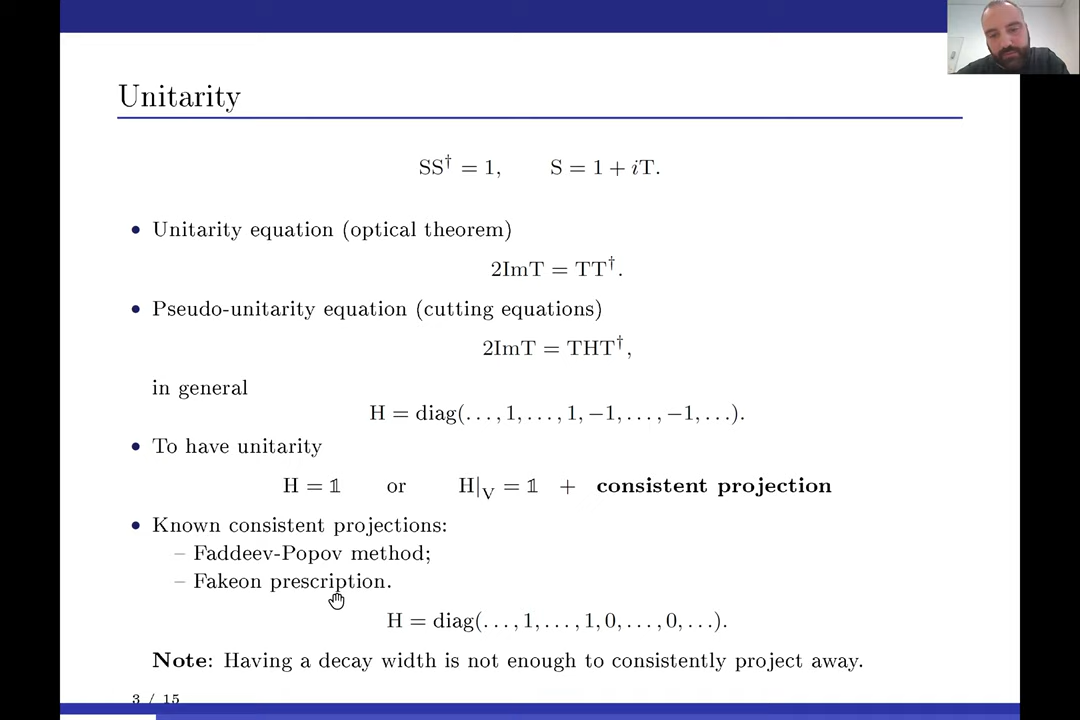 Unitarity
SS† = 1, S = 1 + iT.
• Unitarity equation (optical theorem)
2ImT = TT†.
• Pseudo-unitarity equation (cutting equations)
2ImT = THT†,
in general
H = diag(. . . , 1, . . . , 1, −1, . . . , −1, . . .).
• To have unitarity
H = 𝟙 or H|V = 𝟙 + consistent projection
• Known consistent projections:
– Faddeev-Popov method;
– Fakeon prescription.
H = diag(. . . , 1, . . . , 1, 0, . . . , 0, . . .).
Note: Having a decay width is not enough to consistently project away.
3 / 15